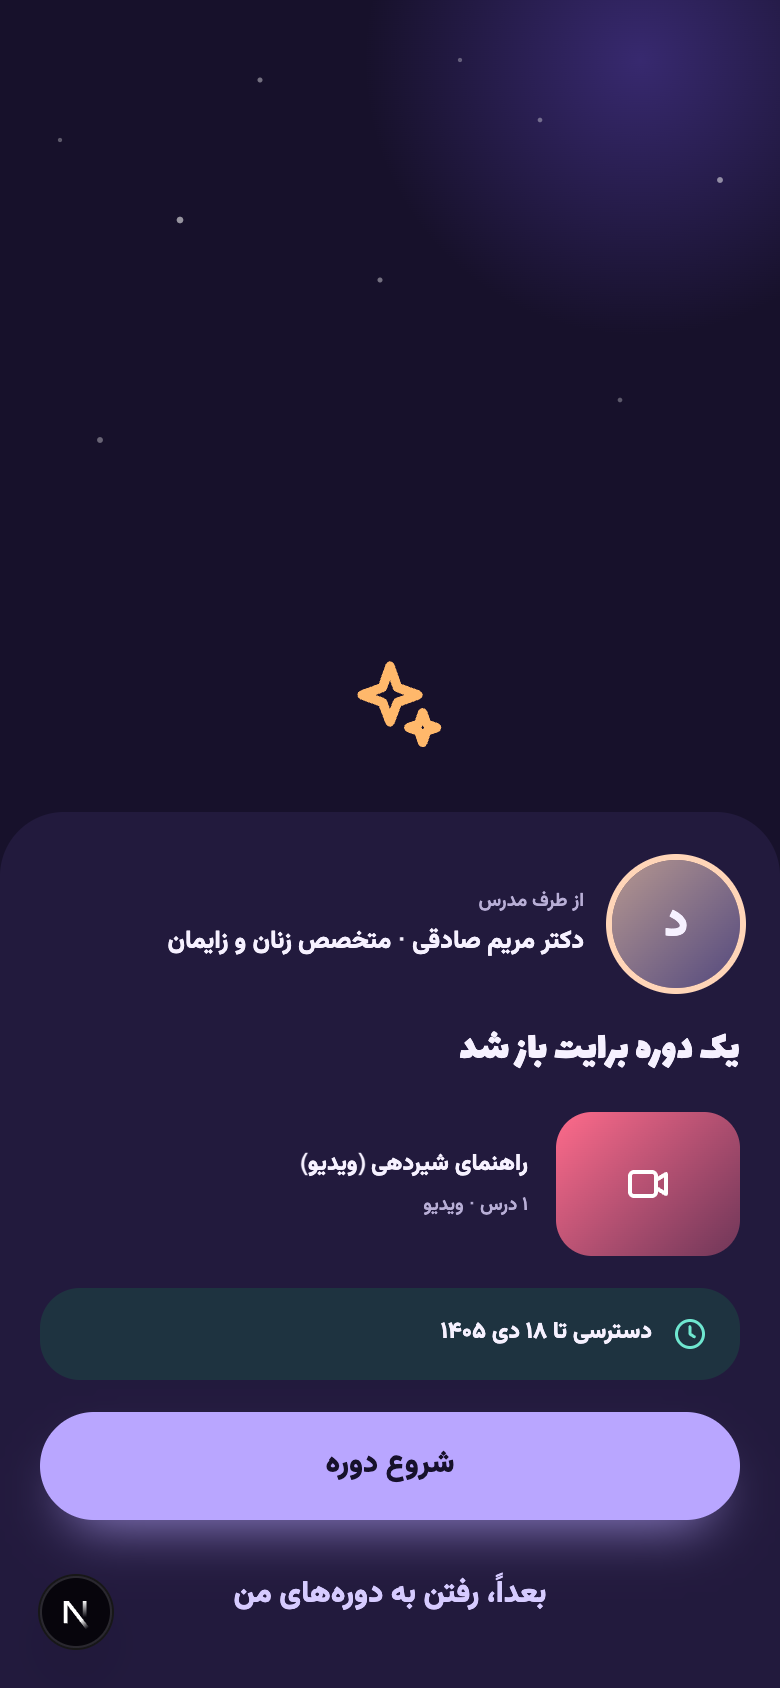 د
از طرف مدرس
دکتر مریم صادقی · متخصص زنان و زایمان
یک دوره برایت باز شد
راهنمای شیردهی (ویدیو)
۱ درس · ویدیو
دسترسی تا ۱۸ دی ۱۴۰۵
شروع دوره
بعداً، رفتن به دوره‌های من
N